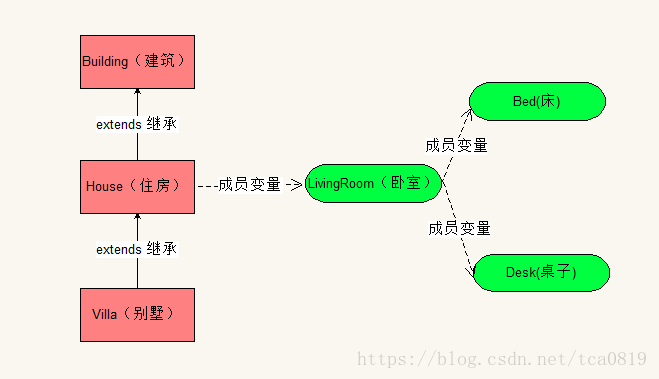 Building（建筑）
Bed(床)
extends 继承
成员变量
House（住房）
成员变量
LivingRoom（卧室）
成员变量
extends 继承
Desk(桌子)
Villa（别墅）
https://blog.csdn.net/tca0819